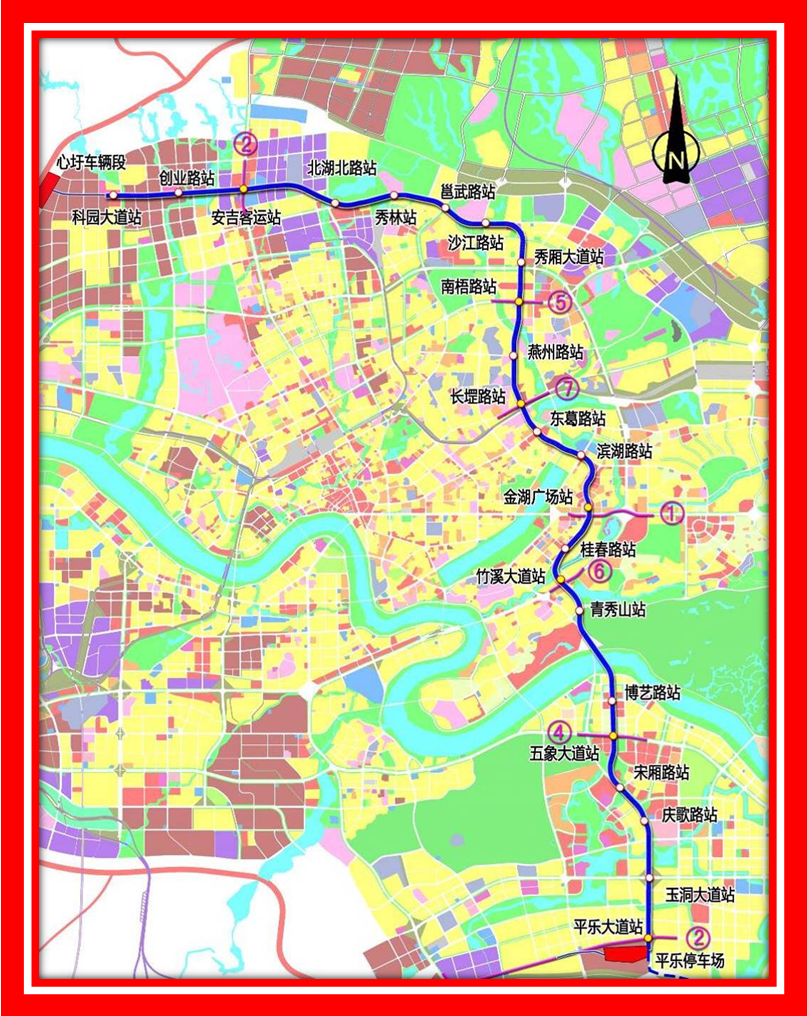 ②
N
心圩车辆段
北湖北路站
创业路站
邕武路站
科园大道站
安吉客运站
秀林站
沙江路站
秀厢大道站
南梧路站
⑤
燕州路站
⑦
长堽路站
东葛路站
滨湖路站
金湖广场站
①
桂春路站
⑥
竹溪大道站
青秀山站
博艺路站
④
五象大道站
宋厢路站
庆歌路站
玉洞大道站
平乐大道站
②
平乐停车场